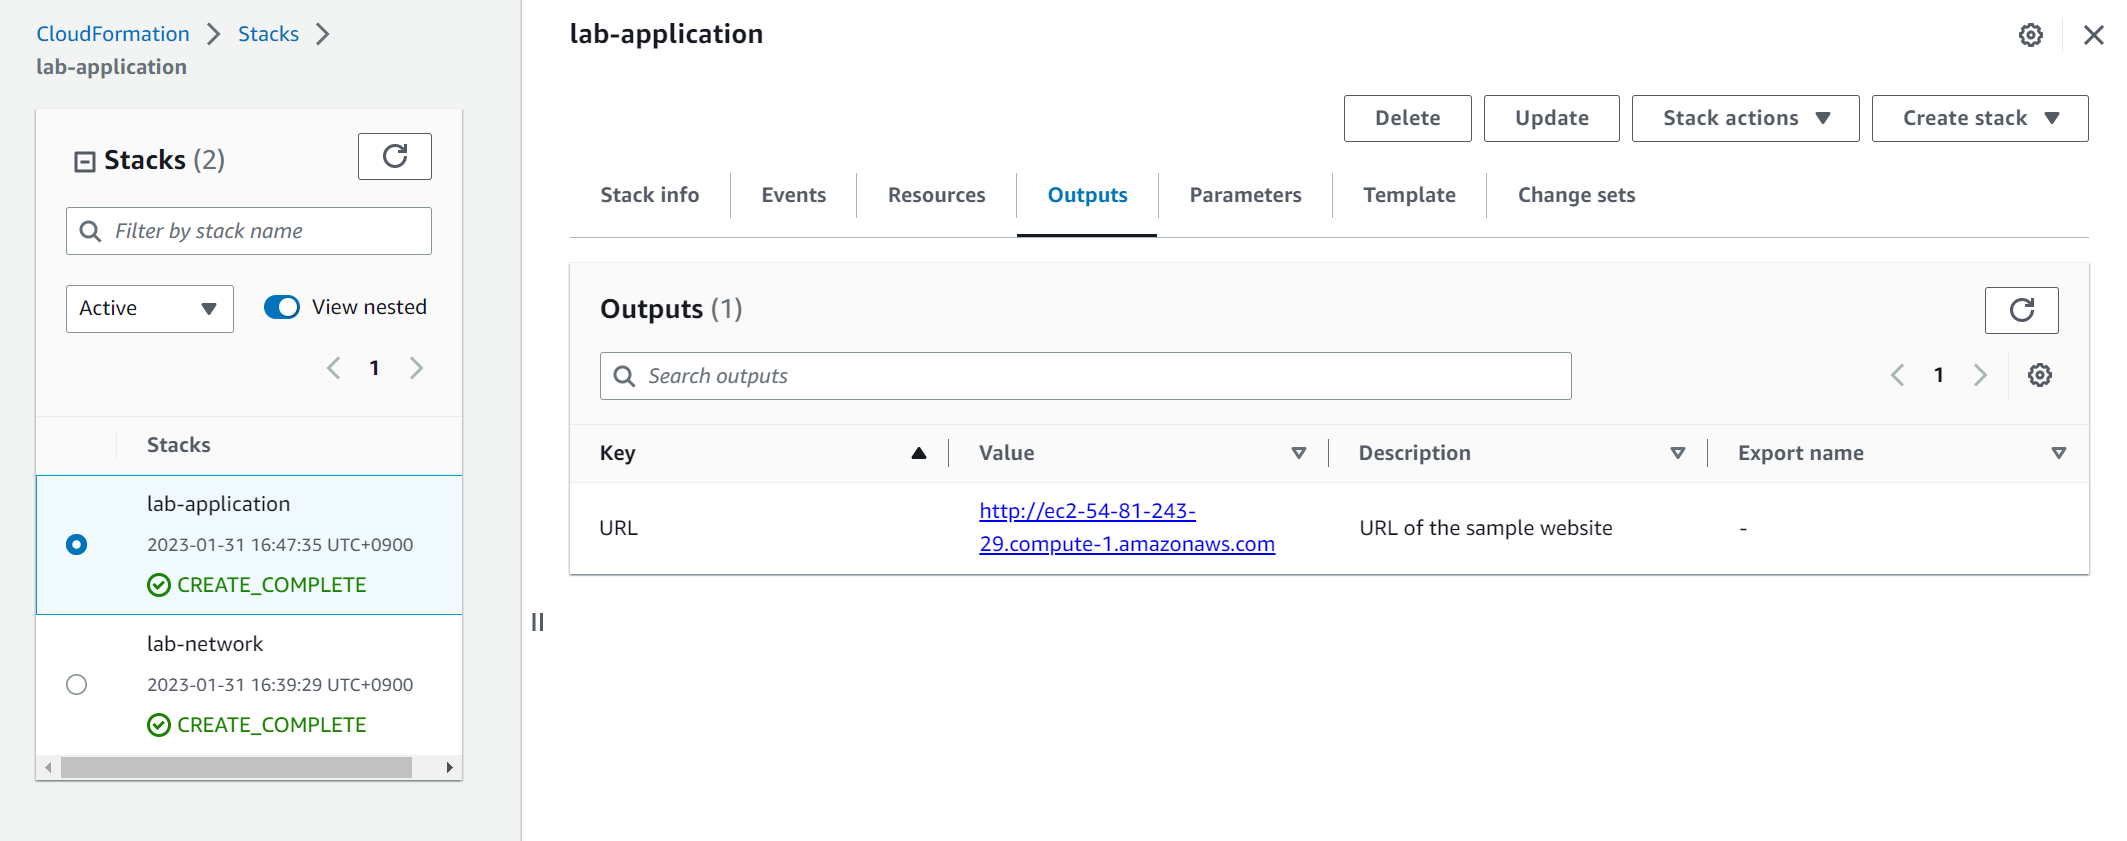 CloudFormation
Stacks
lab-application
Stacks (2)
Filter by stack name
Active
View nested
1
Stacks
lab-application
2023-01-31 16:47:35 UTC+0900
CREATE_COMPLETE
lab-network
2023-01-31 16:39:29 UTC+0900
CREATE_COMPLETE
lab-application
Delete
Update
Stack actions
Create stack
Stack info
Events
Resources
Outputs
Parameters
Template
Change sets
Outputs (1)
Search outputs
1
Key
Value
Description
Export name
URL
http://ec2-54-81-243-
29.compute-1.amazonaws.com
URL of the sample website
-